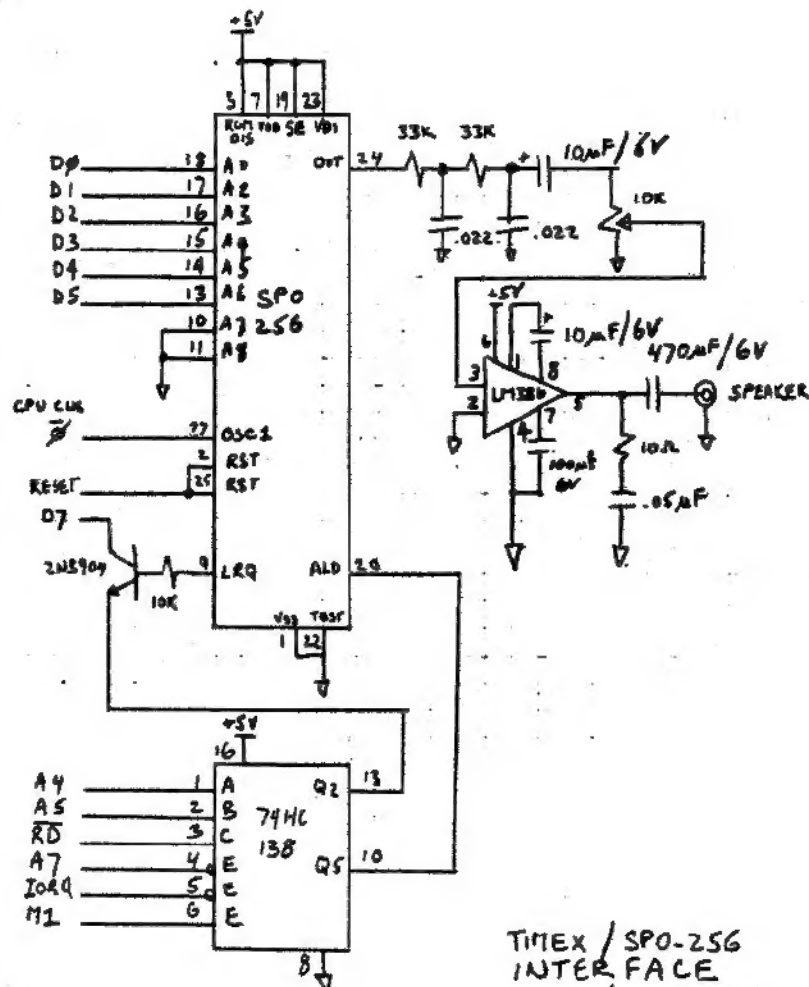 +5V
5 7 19 23
ROM DIS VDD SE VD1
D0 18 A0
D1 17 A2
D2 16 A3
D3 15 A4
D4 14 A5
D5 13 A6
10 A7
11 A8
SPO 256
OUT 24
33K 33K
+ 10µF/6V
10K
.022 .022
+5V
+ 10µF/6V
6 1 8
3
2
LM386
5
4 7
100µF 6V
470µF/6V
SPEAKER
10Ω
.05µF
CPU CLK
Φ 27 OSC1
2 RST
RESET 25 RST
D7
2N3904
10K
9 LRQ
ALD 20
VSS TEST
1 22
+5V
16
A4 1 A
A5 2 B
RD 3 C
A7 4 E
IORQ 5 E
M1 6 E
74HC 138
Q2 13
Q5 10
8
TIMEX / SPO-256
INTERFACE